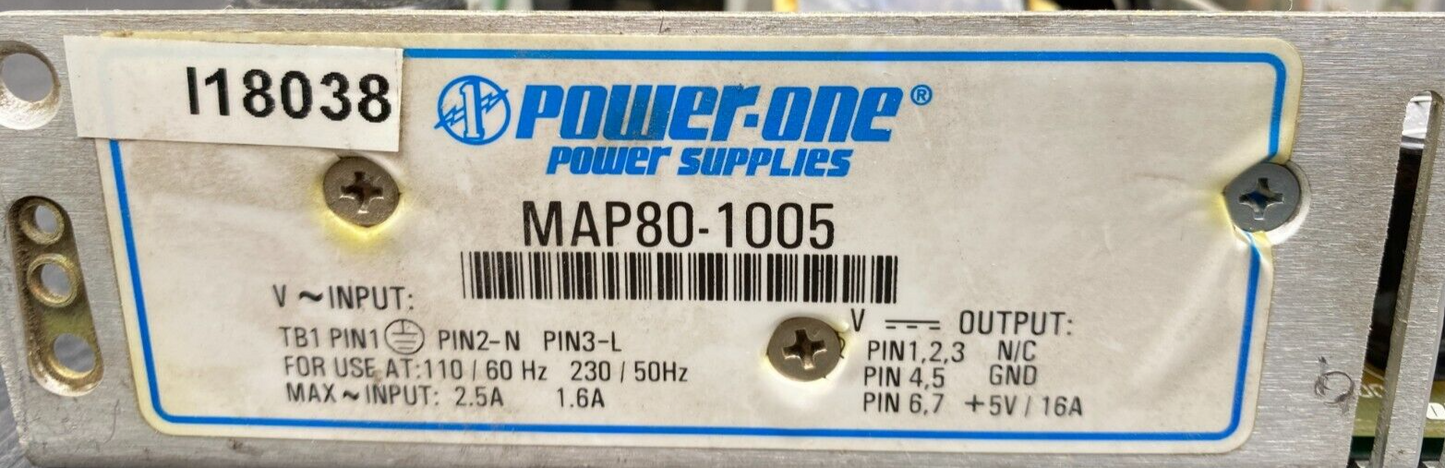 I18038
POWER-ONE®
POWER SUPPLIES
MAP80-1005
V ~ INPUT:
TB1 PIN1 ⏚ PIN2-N PIN3-L
FOR USE AT: 110 / 60 Hz 230 / 50Hz
MAX ~ INPUT: 2.5A 1.6A
V ⎓ OUTPUT:
PIN1,2,3 N/C
PIN 4,5 GND
PIN 6,7 +5V / 16A